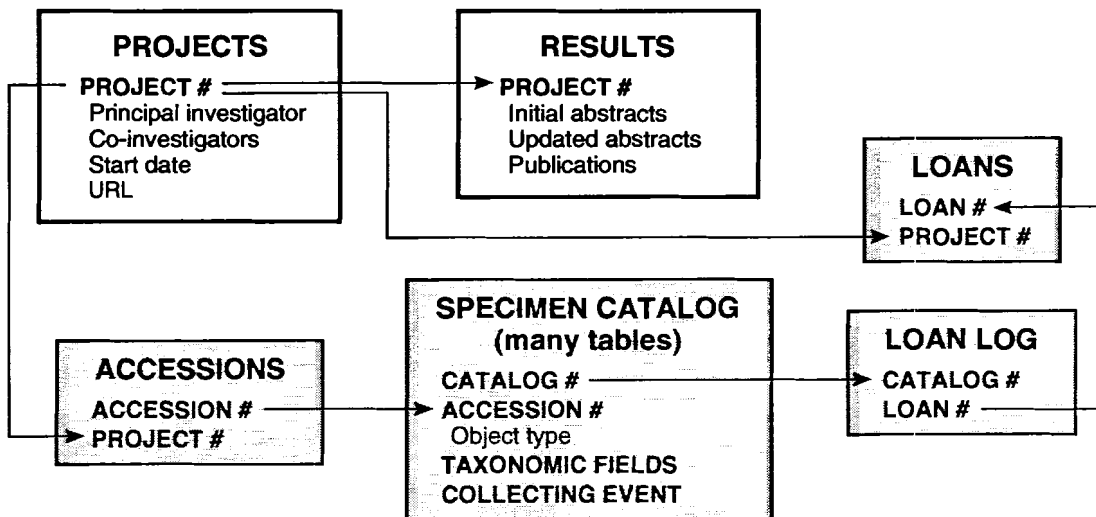 PROJECTS
PROJECT #
Principal investigator
Co-investigators
Start date
URL
RESULTS
PROJECT #
Initial abstracts
Updated abstracts
Publications
LOANS
LOAN #
PROJECT #
ACCESSIONS
ACCESSION #
PROJECT #
SPECIMEN CATALOG
(many tables)
CATALOG #
ACCESSION #
Object type
TAXONOMIC FIELDS
COLLECTING EVENT
LOAN LOG
CATALOG #
LOAN #